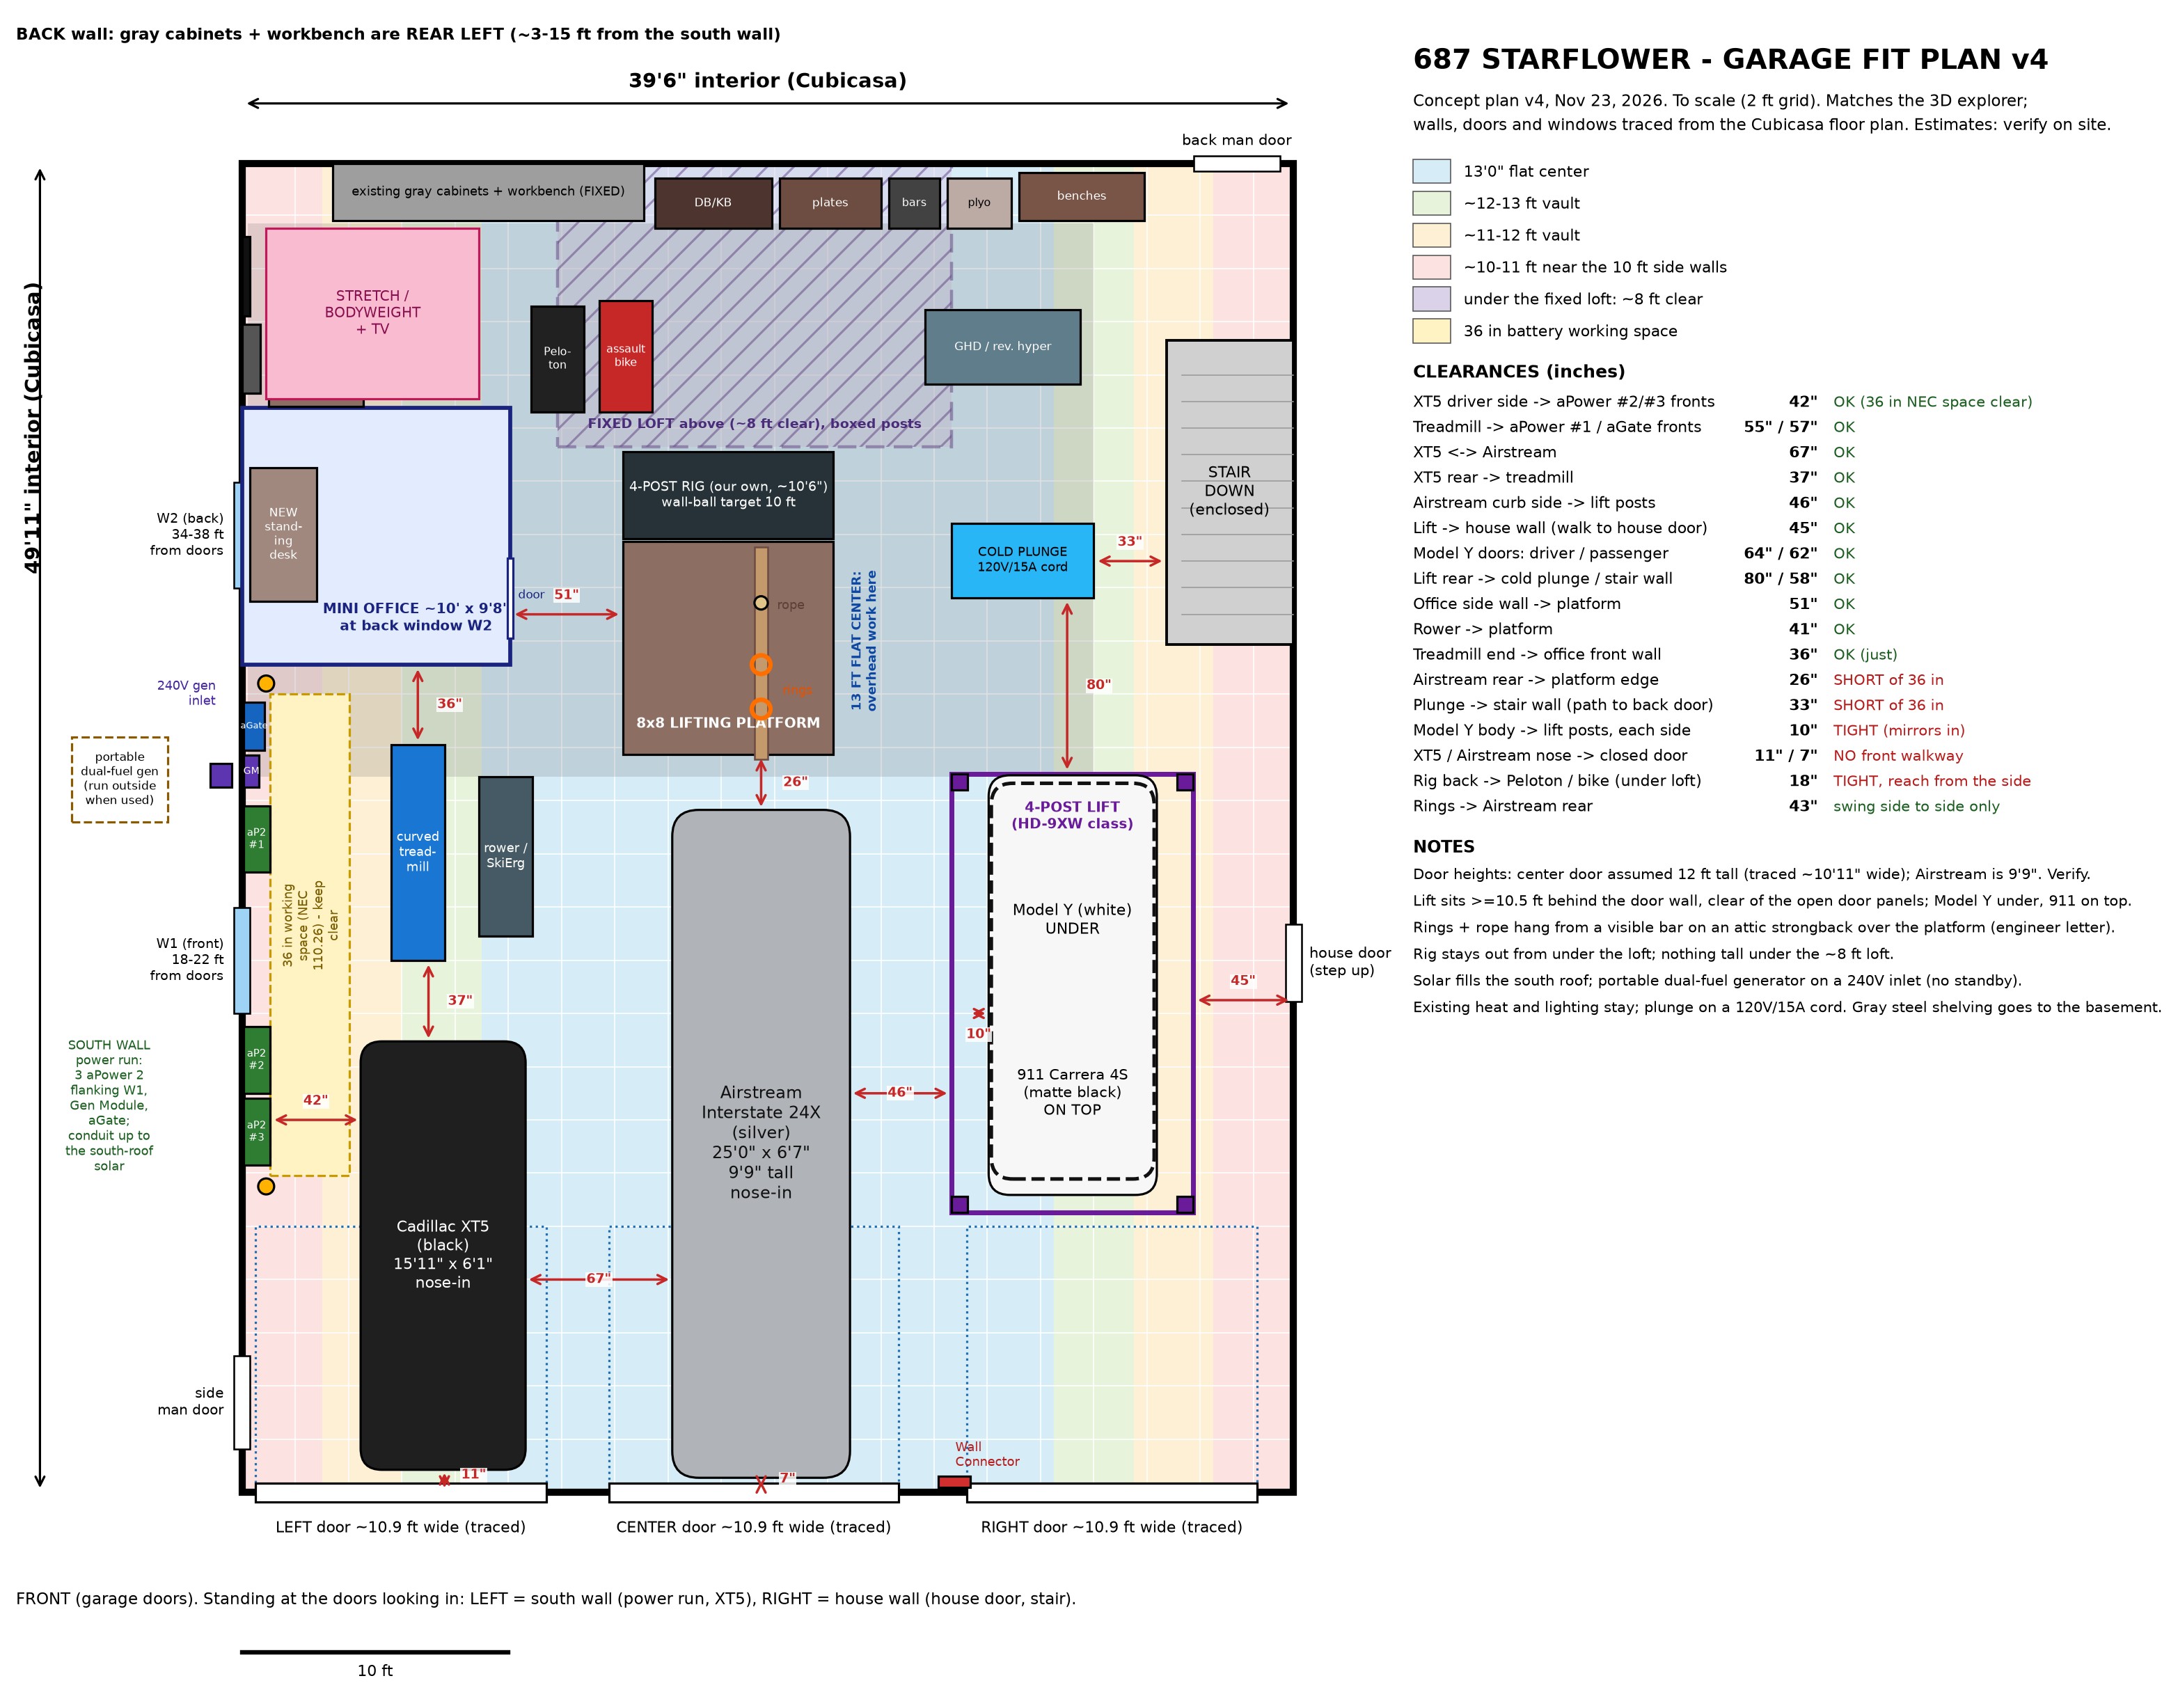 BACK wall: gray cabinets + workbench are REAR LEFT (~3-15 ft from the south wall)
39'6" interior (Cubicasa)
49'11" interior (Cubicasa)
back man door
existing gray cabinets + workbench (FIXED)
DB/KB
plates
bars
plyo
benches
STRETCH /
BODYWEIGHT
+ TV
Pelo-
ton
assault
bike
GHD / rev. hyper
FIXED LOFT above (~8 ft clear), boxed posts
4-POST RIG (our own, ~10'6")
wall-ball target 10 ft
STAIR
DOWN
(enclosed)
W2 (back)
34-38 ft
from doors
NEW
stand-
ing
desk
MINI OFFICE ~10' x 9'8"
at back window W2
door
51"
rope
rings
8x8 LIFTING PLATFORM
13 FT FLAT CENTER:
overhead work here
COLD PLUNGE
120V/15A cord
33"
80"
240V gen
inlet
aGate
GM
portable
dual-fuel gen
(run outside
when used)
36"
26"
aP2
#1
36 in working
space (NEC
110.26) - keep
clear
curved
tread-
mill
rower /
SkiErg
4-POST LIFT
(HD-9XW class)
Model Y (white)
UNDER
W1 (front)
18-22 ft
from doors
house door
(step up)
45"
37"
10"
SOUTH WALL
power run:
3 aPower 2
flanking W1,
Gen Module,
aGate;
conduit up to
the south-roof
solar
aP2
#2
aP2
#3
42"
Airstream
Interstate 24X
(silver)
25'0" x 6'7"
9'9" tall
nose-in
46"
911 Carrera 4S
(matte black)
ON TOP
Cadillac XT5
(black)
15'11" x 6'1"
nose-in
67"
side
man door
Wall
Connector
11"
7"
LEFT door ~10.9 ft wide (traced)
CENTER door ~10.9 ft wide (traced)
RIGHT door ~10.9 ft wide (traced)
FRONT (garage doors). Standing at the doors looking in: LEFT = south wall (power run, XT5), RIGHT = house wall (house door, stair).
10 ft
687 STARFLOWER - GARAGE FIT PLAN v4
Concept plan v4, Nov 23, 2026. To scale (2 ft grid). Matches the 3D explorer;
walls, doors and windows traced from the Cubicasa floor plan. Estimates: verify on site.
13'0" flat center
~12-13 ft vault
~11-12 ft vault
~10-11 ft near the 10 ft side walls
under the fixed loft: ~8 ft clear
36 in battery working space
CLEARANCES (inches)
XT5 driver side -> aPower #2/#3 fronts 42" OK (36 in NEC space clear)
Treadmill -> aPower #1 / aGate fronts 55" / 57" OK
XT5 <-> Airstream 67" OK
XT5 rear -> treadmill 37" OK
Airstream curb side -> lift posts 46" OK
Lift -> house wall (walk to house door) 45" OK
Model Y doors: driver / passenger 64" / 62" OK
Lift rear -> cold plunge / stair wall 80" / 58" OK
Office side wall -> platform 51" OK
Rower -> platform 41" OK
Treadmill end -> office front wall 36" OK (just)
Airstream rear -> platform edge 26" SHORT of 36 in
Plunge -> stair wall (path to back door) 33" SHORT of 36 in
Model Y body -> lift posts, each side 10" TIGHT (mirrors in)
XT5 / Airstream nose -> closed door 11" / 7" NO front walkway
Rig back -> Peloton / bike (under loft) 18" TIGHT, reach from the side
Rings -> Airstream rear 43" swing side to side only
NOTES
Door heights: center door assumed 12 ft tall (traced ~10'11" wide); Airstream is 9'9". Verify.
Lift sits >=10.5 ft behind the door wall, clear of the open door panels; Model Y under, 911 on top.
Rings + rope hang from a visible bar on an attic strongback over the platform (engineer letter).
Rig stays out from under the loft; nothing tall under the ~8 ft loft.
Solar fills the south roof; portable dual-fuel generator on a 240V inlet (no standby).
Existing heat and lighting stay; plunge on a 120V/15A cord. Gray steel shelving goes to the basement.